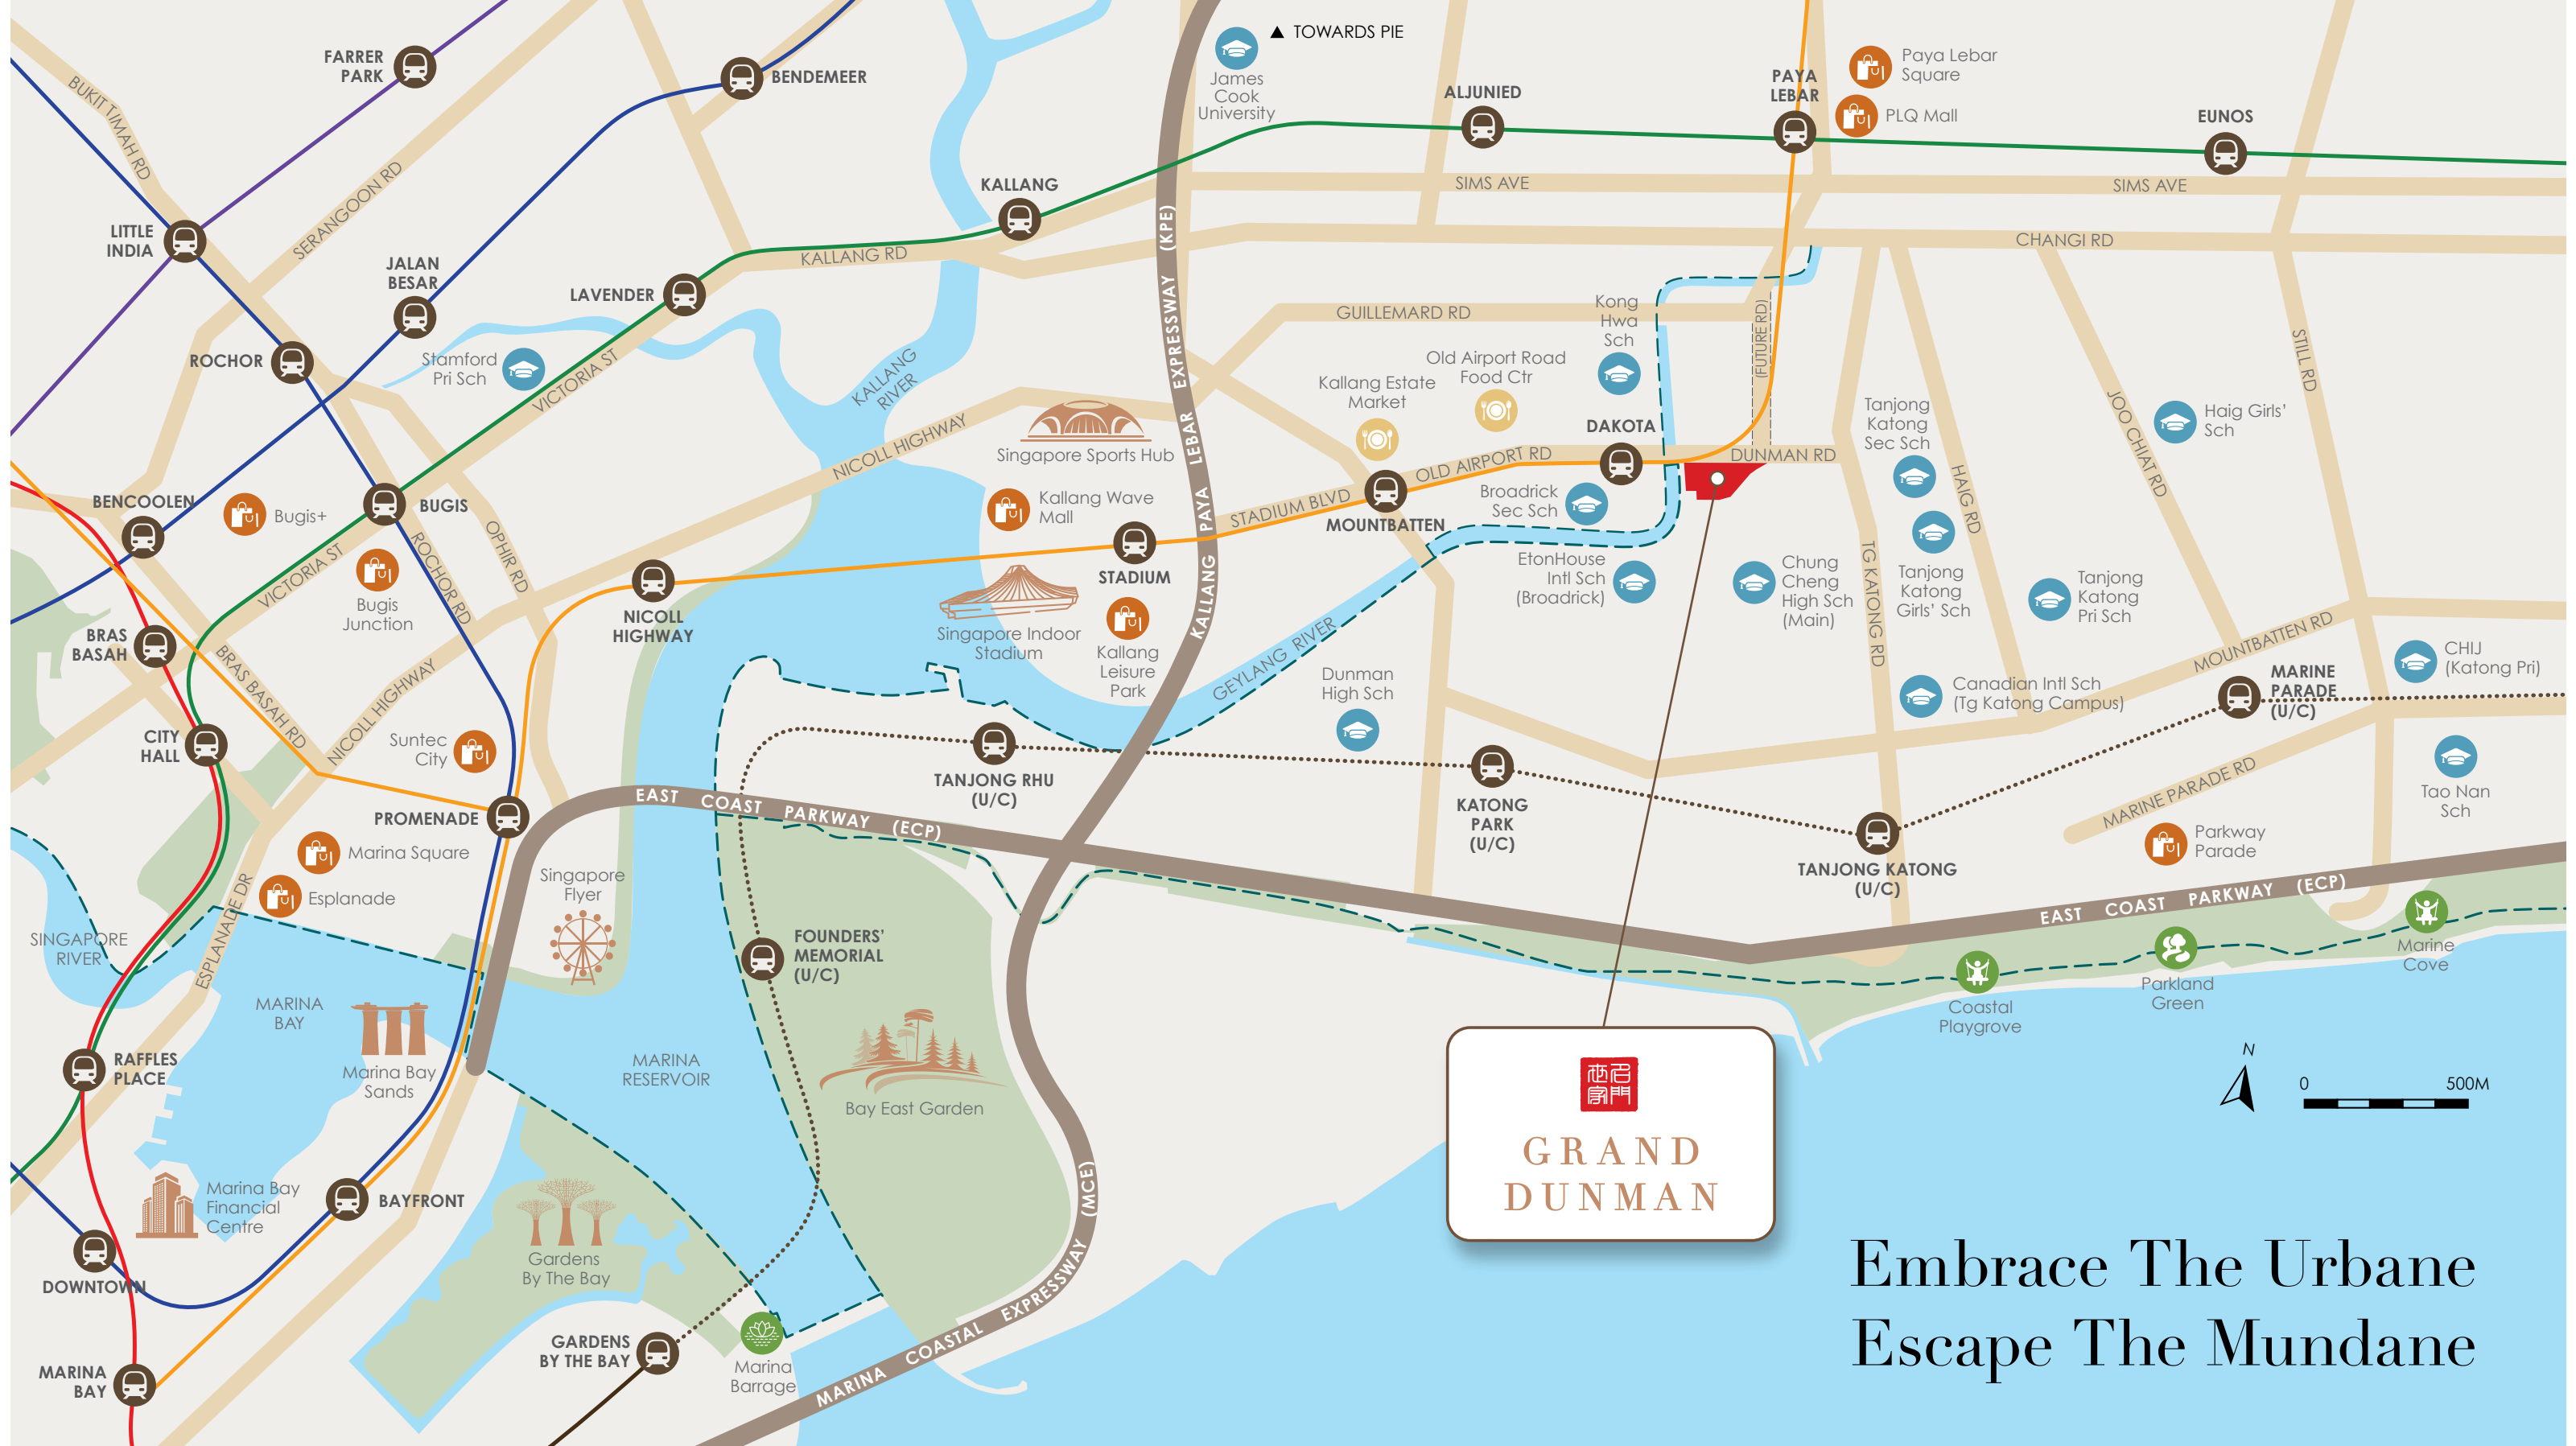 ▲ TOWARDS PIE
FARRER
PARK
BENDEMEER
James
Cook
University
ALJUNIED
PAYA
LEBAR
Paya Lebar
Square
PLQ Mall
EUNOS
BUKIT TIMAH RD
SERANGOON RD
LITTLE
INDIA
KALLANG
KALLANG RD
SIMS AVE
SIMS AVE
CHANGI RD
JALAN
BESAR
LAVENDER
ROCHOR
Stamford
Pri Sch
VICTORIA ST
KALLANG
RIVER
KALLANG PAYA LEBAR EXPRESSWAY (KPE)
GUILLEMARD RD
Kong
Hwa
Sch
(FUTURE RD)
Old Airport Road
Food Ctr
Kallang Estate
Market
DAKOTA
Tanjong
Katong
Sec Sch
JOO CHIAT RD
Haig Girls’
Sch
STILL RD
NICOLL HIGHWAY
Singapore Sports Hub
OLD AIRPORT RD
DUNMAN RD
HAIG RD
BENCOOLEN
Bugis+
BUGIS
OPHIR RD
ROCHOR RD
Kallang Wave
Mall
STADIUM BLVD
MOUNTBATTEN
Broadrick
Sec Sch
STADIUM
VICTORIA ST
Bugis
Junction
NICOLL
HIGHWAY
Singapore Indoor
Stadium
Kallang
Leisure
Park
GEYLANG RIVER
EtonHouse
Intl Sch
(Broadrick)
Chung
Cheng
High Sch
(Main)
TG KATONG RD
Tanjong
Katong
Girls’ Sch
Tanjong
Katong
Pri Sch
MOUNTBATTEN RD
CHIJ
(Katong Pri)
BRAS
BASAH
BRAS BASAH RD
NICOLL HIGHWAY
Dunman
High Sch
Canadian Intl Sch
(Tg Katong Campus)
MARINE
PARADE
(U/C)
CITY
HALL
Suntec
City
TANJONG RHU
(U/C)
KATONG
PARK
(U/C)
MARINE PARADE RD
Tao Nan
Sch
PROMENADE
EAST COAST PARKWAY (ECP)
Parkway
Parade
TANJONG KATONG
(U/C)
Marina Square
Esplanade
ESPLANADE DR
Singapore
Flyer
EAST COAST PARKWAY (ECP)
SINGAPORE
RIVER
FOUNDERS’
MEMORIAL
(U/C)
Marine
Cove
Parkland
Green
Coastal
Playgrove
MARINA
BAY
RAFFLES
PLACE
Marina Bay
Sands
MARINA
RESERVOIR
Bay East Garden
N
0 500M
名門
世家
GRAND
DUNMAN
Marina Bay
Financial
Centre
BAYFRONT
DOWNTOWN
Gardens
By The Bay
MARINA COASTAL EXPRESSWAY (MCE)
GARDENS
BY THE BAY
Marina
Barrage
MARINA
BAY
Embrace The Urbane
Escape The Mundane